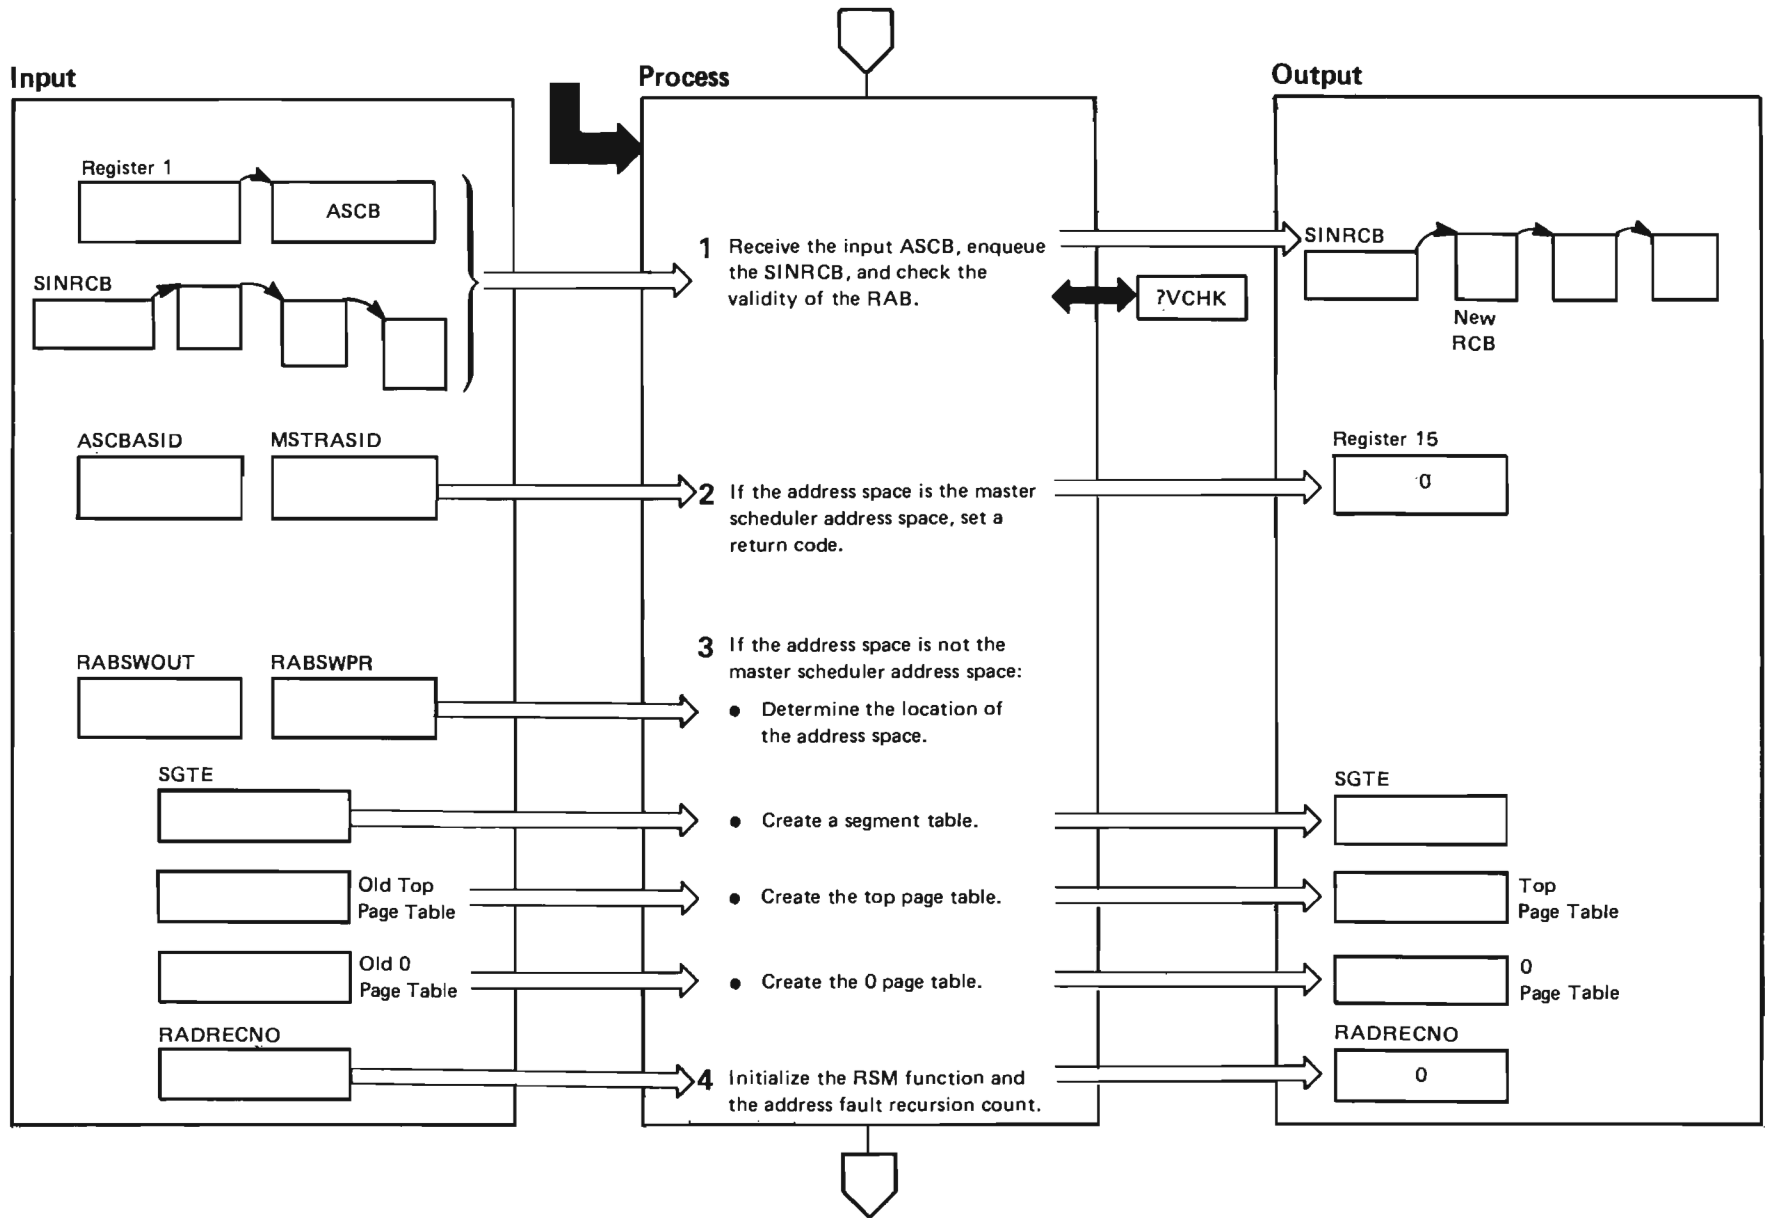 Input
Process
Output
Register 1
ASCB
SINRCB
1 Receive the input ASCB, enqueue
the SINRCB, and check the
validity of the RAB.
?VCHK
SINRCB
New
RCB
ASCBASID
MSTRASID
2 If the address space is the master
scheduler address space, set a
return code.
Register 15
0
3 If the address space is not the
master scheduler address space:
RABSWOUT
RABSWPR
● Determine the location of
the address space.
SGTE
● Create a segment table.
SGTE
Old Top
Page Table
● Create the top page table.
Top
Page Table
Old 0
Page Table
● Create the 0 page table.
0
Page Table
RADRECNO
4 Initialize the RSM function and
the address fault recursion count.
RADRECNO
0